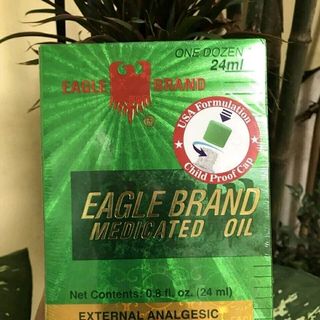 ONE DOZEN
24ml
EAGLE BRAND
®
USA Formulation
Child Proof Cap
EAGLE BRAND
MEDICATED OIL
Net Contents: 0.8 fl. oz. (24 ml)
EXTERNAL ANALGESIC